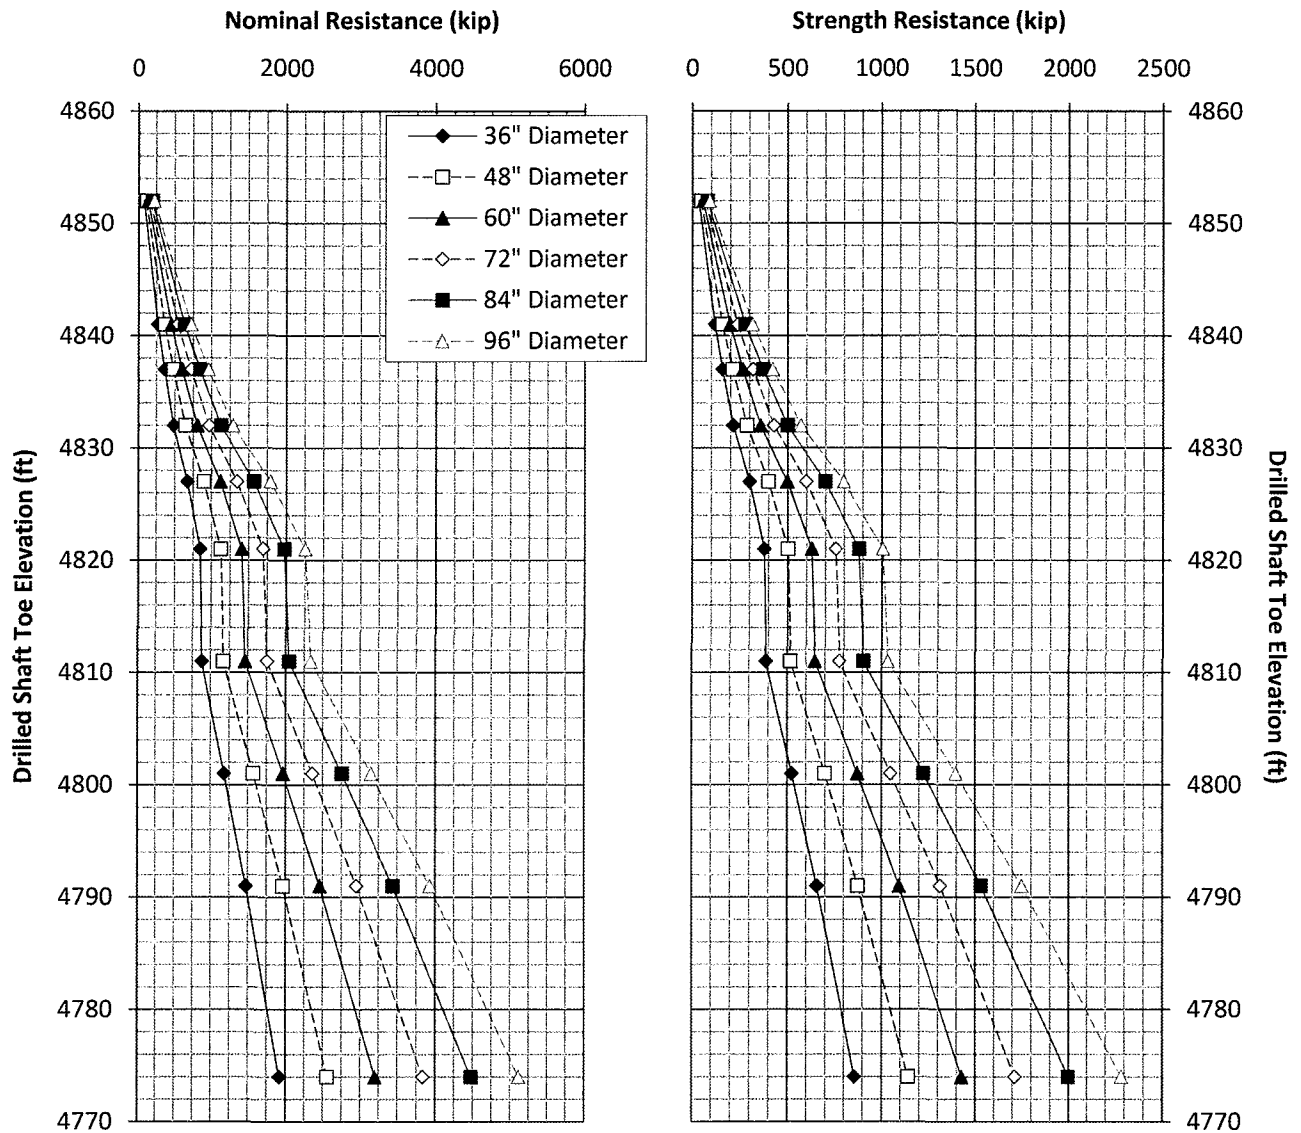 Nominal Resistance (kip)
Strength Resistance (kip)
0 2000 4000 6000
0 500 1000 1500 2000 2500
4860
4850
4840
4830
4820
4810
4800
4790
4780
4770
Drilled Shaft Toe Elevation (ft)
36" Diameter
48" Diameter
60" Diameter
72" Diameter
84" Diameter
96" Diameter
4860
4850
4840
4830
4820
4810
4800
4790
4780
4770
Drilled Shaft Toe Elevation (ft)